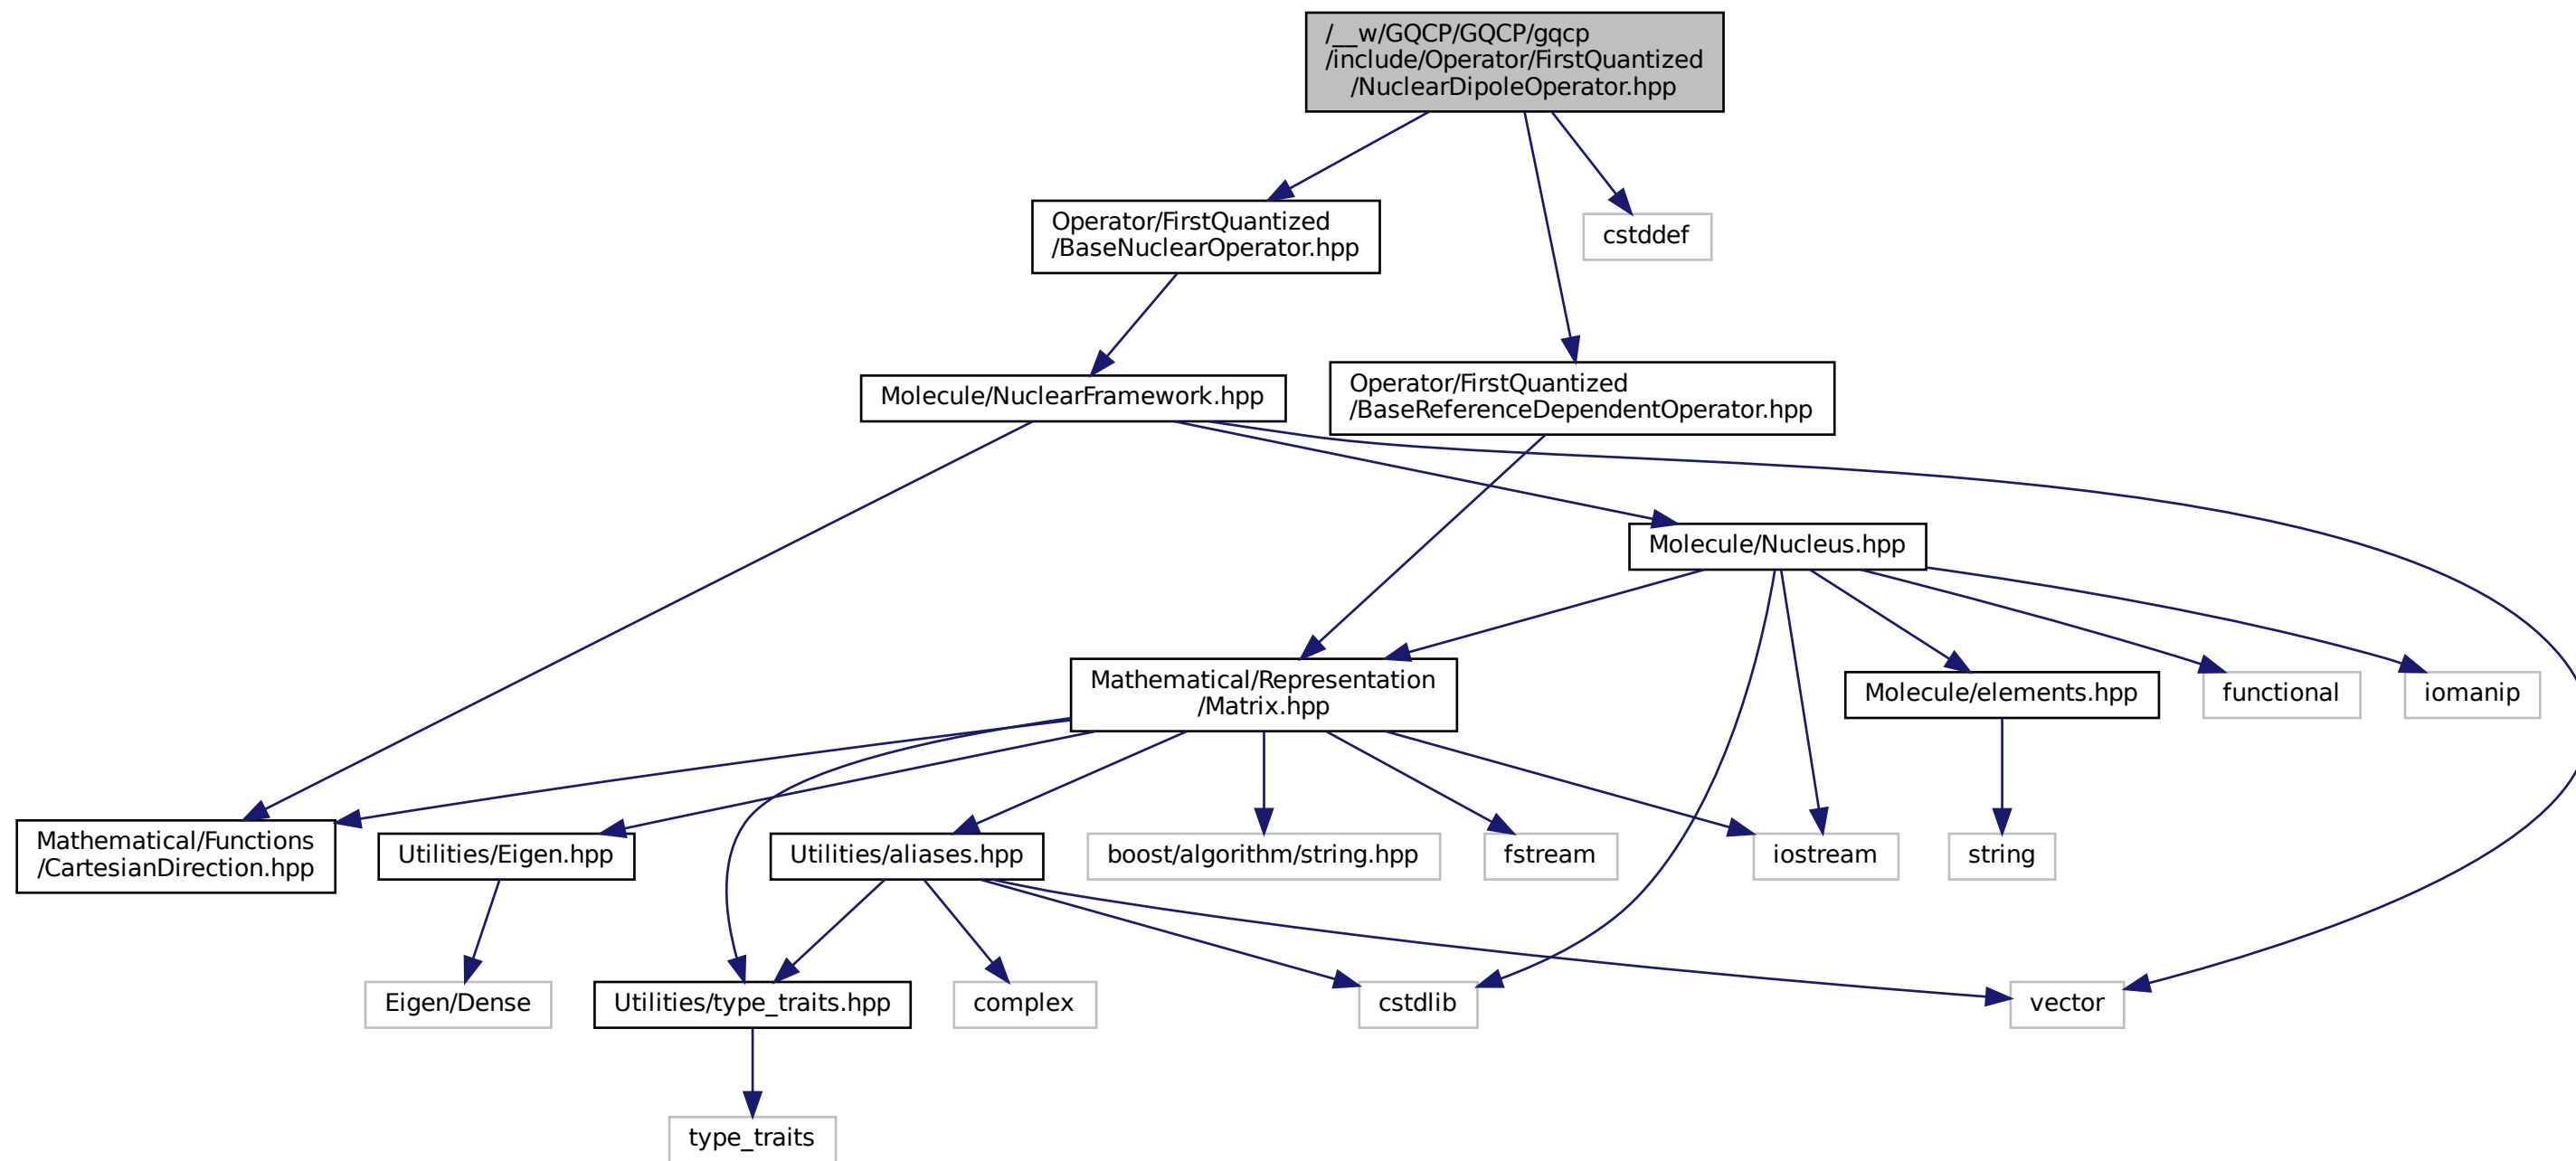 /__w/GQCP/GQCP/gqcp
/include/Operator/FirstQuantized
/NuclearDipoleOperator.hpp
Operator/FirstQuantized
/BaseNuclearOperator.hpp
cstddef
Molecule/NuclearFramework.hpp
Operator/FirstQuantized
/BaseReferenceDependentOperator.hpp
Molecule/Nucleus.hpp
Mathematical/Representation
/Matrix.hpp
Molecule/elements.hpp
functional
iomanip
Mathematical/Functions
/CartesianDirection.hpp
Utilities/Eigen.hpp
Utilities/aliases.hpp
boost/algorithm/string.hpp
fstream
iostream
string
Eigen/Dense
Utilities/type_traits.hpp
complex
cstdlib
vector
type_traits